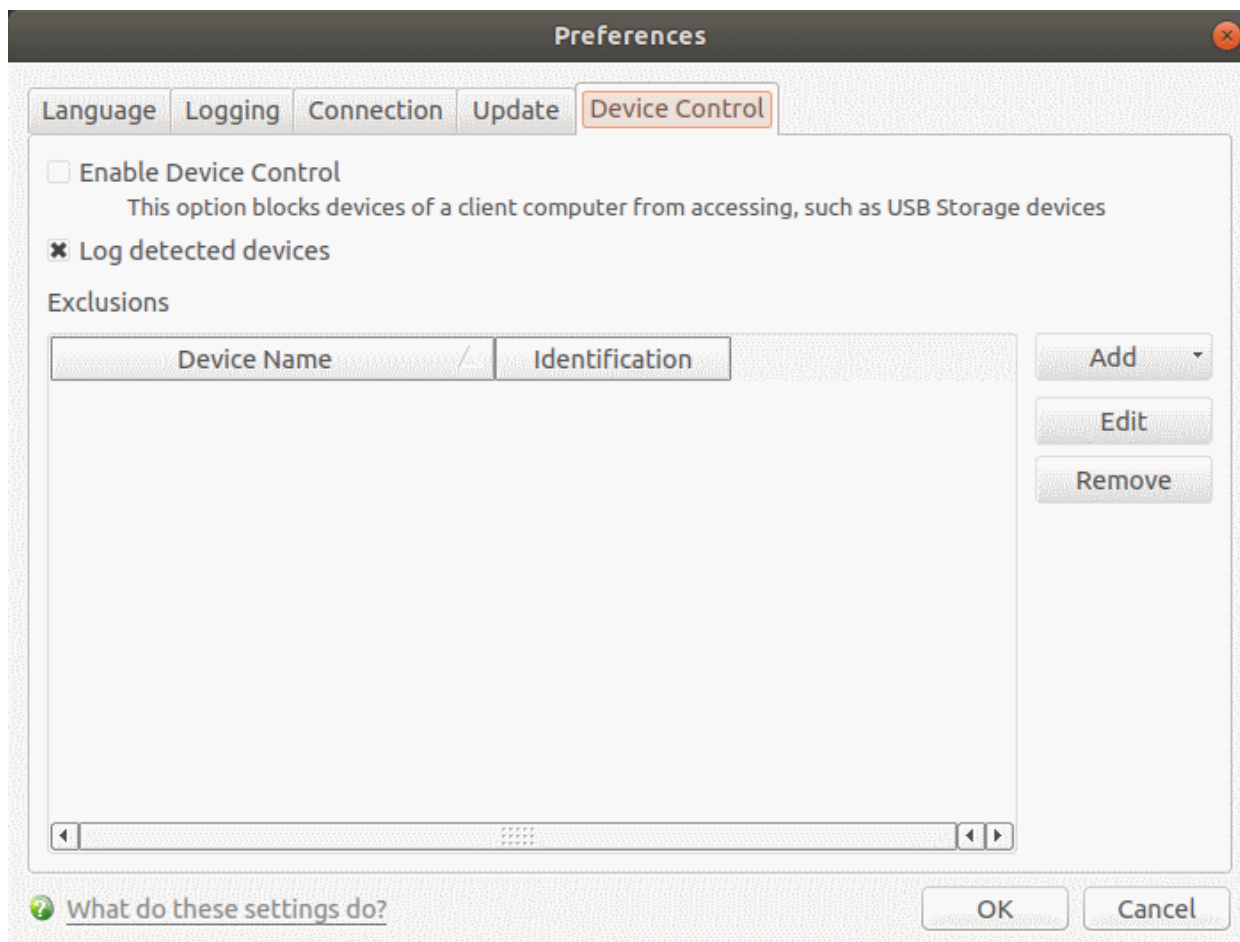 Preferences
Language Logging Connection Update Device Control
Enable Device Control
This option blocks devices of a client computer from accessing, such as USB Storage devices
Log detected devices
Exclusions
Device Name Identification
Add
Edit
Remove
What do these settings do?
OK Cancel